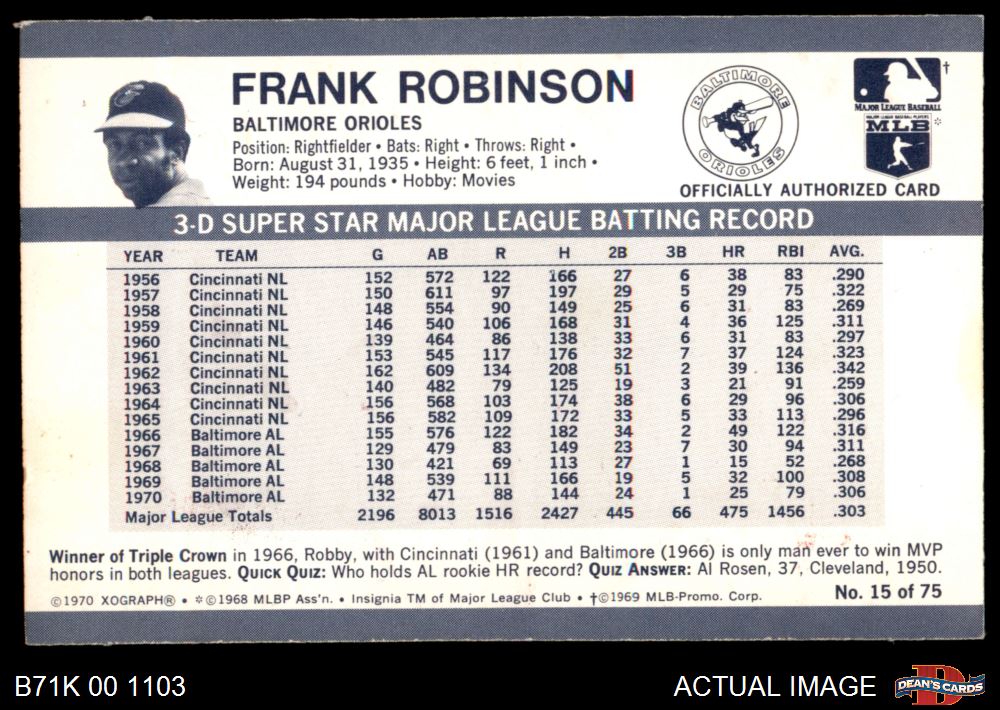 FRANK ROBINSON
BALTIMORE ORIOLES
Position: Rightfielder • Bats: Right • Throws: Right •
Born: August 31, 1935 • Height: 6 feet, 1 inch •
Weight: 194 pounds • Hobby: Movies
BALTIMORE
ORIOLES
†
MAJOR LEAGUE BASEBALL
MAJOR LEAGUE BASEBALL PLAYERS
MLB *
OFFICIALLY AUTHORIZED CARD
3-D SUPER STAR MAJOR LEAGUE BATTING RECORD
YEAR TEAM G AB R H 2B 3B HR RBI AVG.
1956 Cincinnati NL 152 572 122 166 27 6 38 83 .290
1957 Cincinnati NL 150 611 97 197 29 5 29 75 .322
1958 Cincinnati NL 148 554 90 149 25 6 31 83 .269
1959 Cincinnati NL 146 540 106 168 31 4 36 125 .311
1960 Cincinnati NL 139 464 86 138 33 6 31 83 .297
1961 Cincinnati NL 153 545 117 176 32 7 37 124 .323
1962 Cincinnati NL 162 609 134 208 51 2 39 136 .342
1963 Cincinnati NL 140 482 79 125 19 3 21 91 .259
1964 Cincinnati NL 156 568 103 174 38 6 29 96 .306
1965 Cincinnati NL 156 582 109 172 33 5 33 113 .296
1966 Baltimore AL 155 576 122 182 34 2 49 122 .316
1967 Baltimore AL 129 479 83 149 23 7 30 94 .311
1968 Baltimore AL 130 421 69 113 27 1 15 52 .268
1969 Baltimore AL 148 539 111 166 19 5 32 100 .308
1970 Baltimore AL 132 471 88 144 24 1 25 79 .306
Major League Totals 2196 8013 1516 2427 445 66 475 1456 .303
Winner of Triple Crown in 1966, Robby, with Cincinnati (1961) and Baltimore (1966) is only man ever to win MVP
honors in both leagues. QUICK QUIZ: Who holds AL rookie HR record? QUIZ ANSWER: Al Rosen, 37, Cleveland, 1950.
©1970 XOGRAPH® • *©1968 MLBP Ass'n. • Insignia TM of Major League Club • †©1969 MLB-Promo. Corp. No. 15 of 75
B71K 00 1103
ACTUAL IMAGE
DEAN'S CARDS